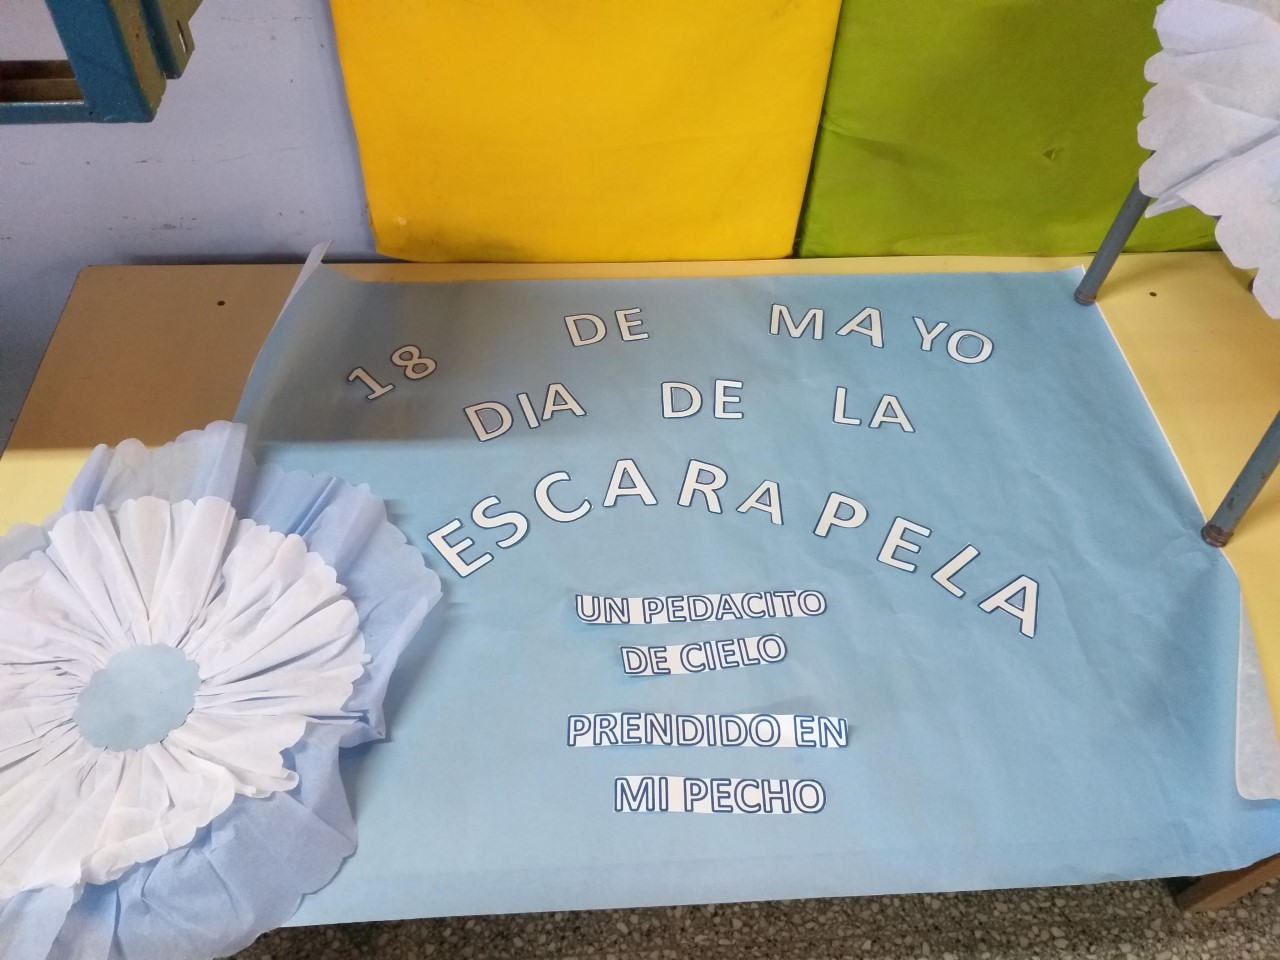 18 DE MAYO
DIA DE LA
ESCARAPELA
UN PEDACITO
DE CIELO
PRENDIDO EN
MI PECHO